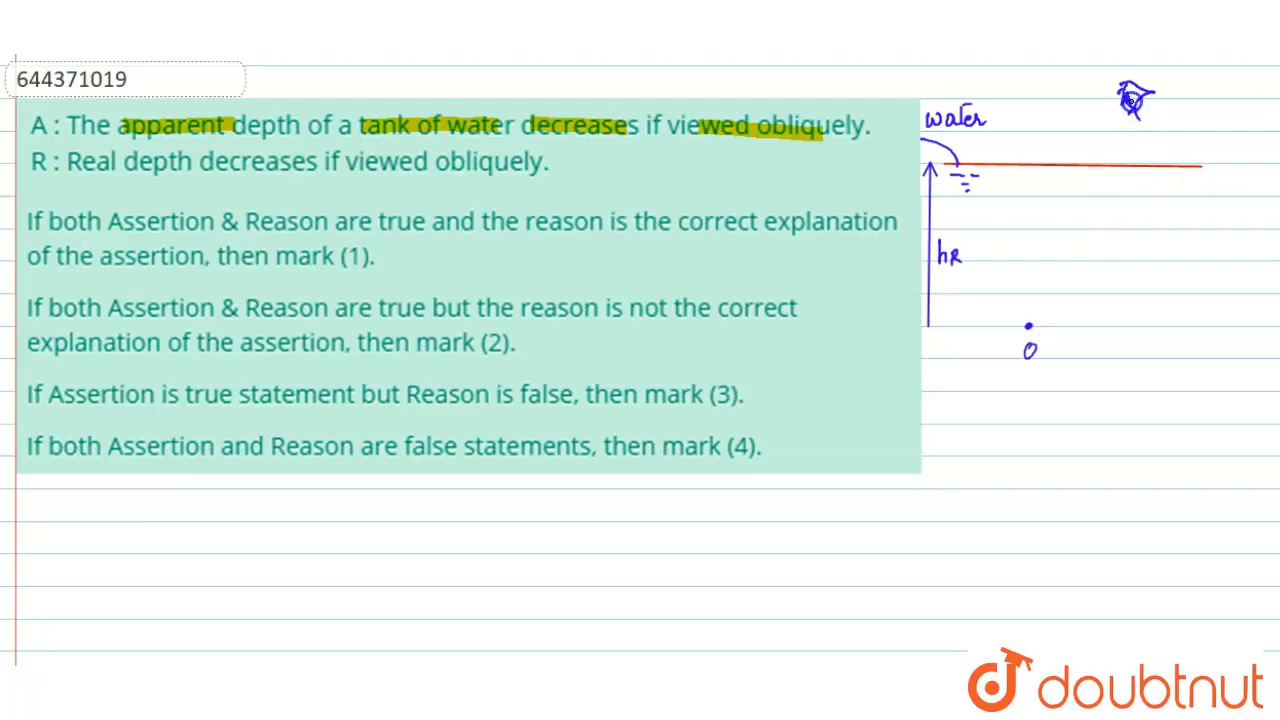 644371019
A : The apparent depth of a tank of water decreases if viewed obliquely.
R : Real depth decreases if viewed obliquely.
If both Assertion & Reason are true and the reason is the correct explanation
of the assertion, then mark (1).
If both Assertion & Reason are true but the reason is not the correct
explanation of the assertion, then mark (2).
If Assertion is true statement but Reason is false, then mark (3).
If both Assertion and Reason are false statements, then mark (4).
water
hR
O
doubtnut